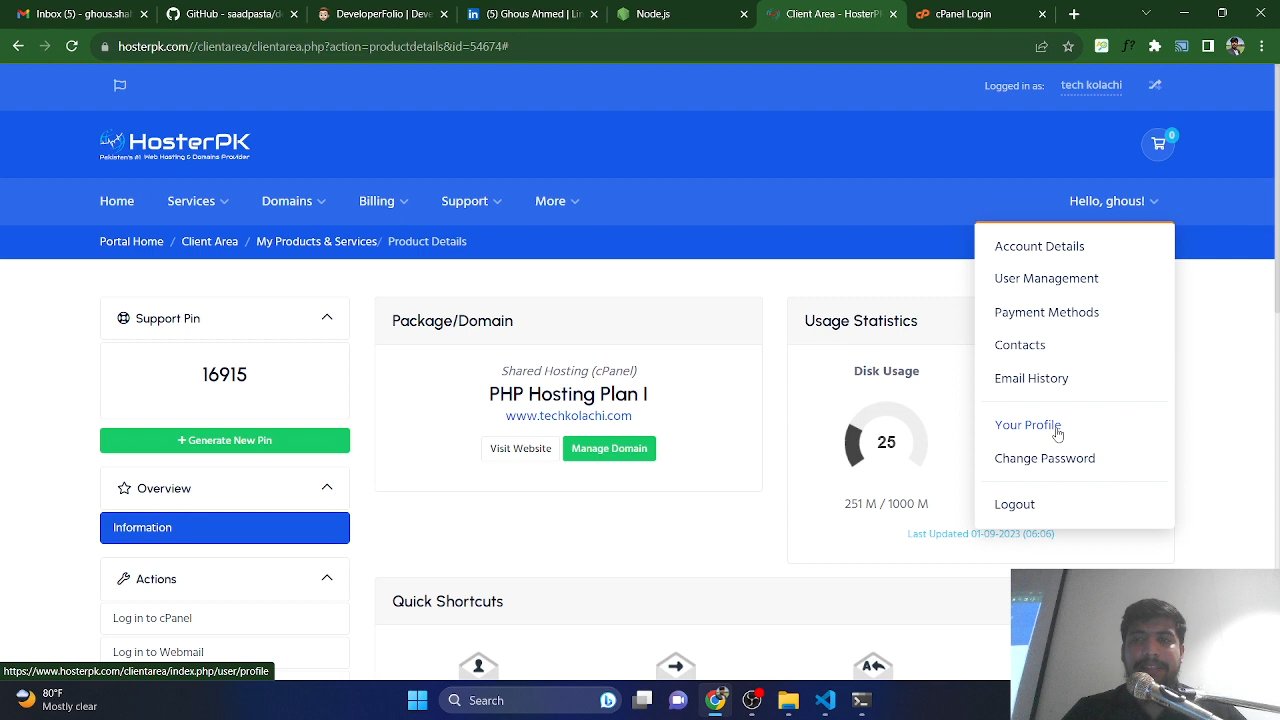 Inbox (5) - mohd.gous.shah
GitHub - saadpasta/d
DeveloperFolio | Dev
(5) Ghous Ahmed | Lin
Node.js
Client Area - HosterP
cPanel Login
hosterpk.com//clientarea/clientarea.php?action=productdetails&id=54674#
Logged in as: tech kolachi
HosterPK
Pakisten's #1 Web Hosting & Domains Provider
0
Home Services Domains Billing Support More Hello, ghous!
Portal Home / Client Area / My Products & Services / Product Details
Account Details
User Management
Payment Methods
Contacts
Email History
Your Profile
Change Password
Logout
Support Pin
16915
+ Generate New Pin
Overview
Information
Actions
Log in to cPanel
Log in to Webmail
Package/Domain
Shared Hosting (cPanel)
PHP Hosting Plan I
www.techkolachi.com
Visit Website Manage Domain
Usage Statistics
Disk Usage
25
251 M / 1000 M
Last Updated 01-09-2023 (06:06)
Quick Shortcuts
https://www.hosterpk.com/clientarea/index.php/user/profile
80°F
Mostly clear
Search